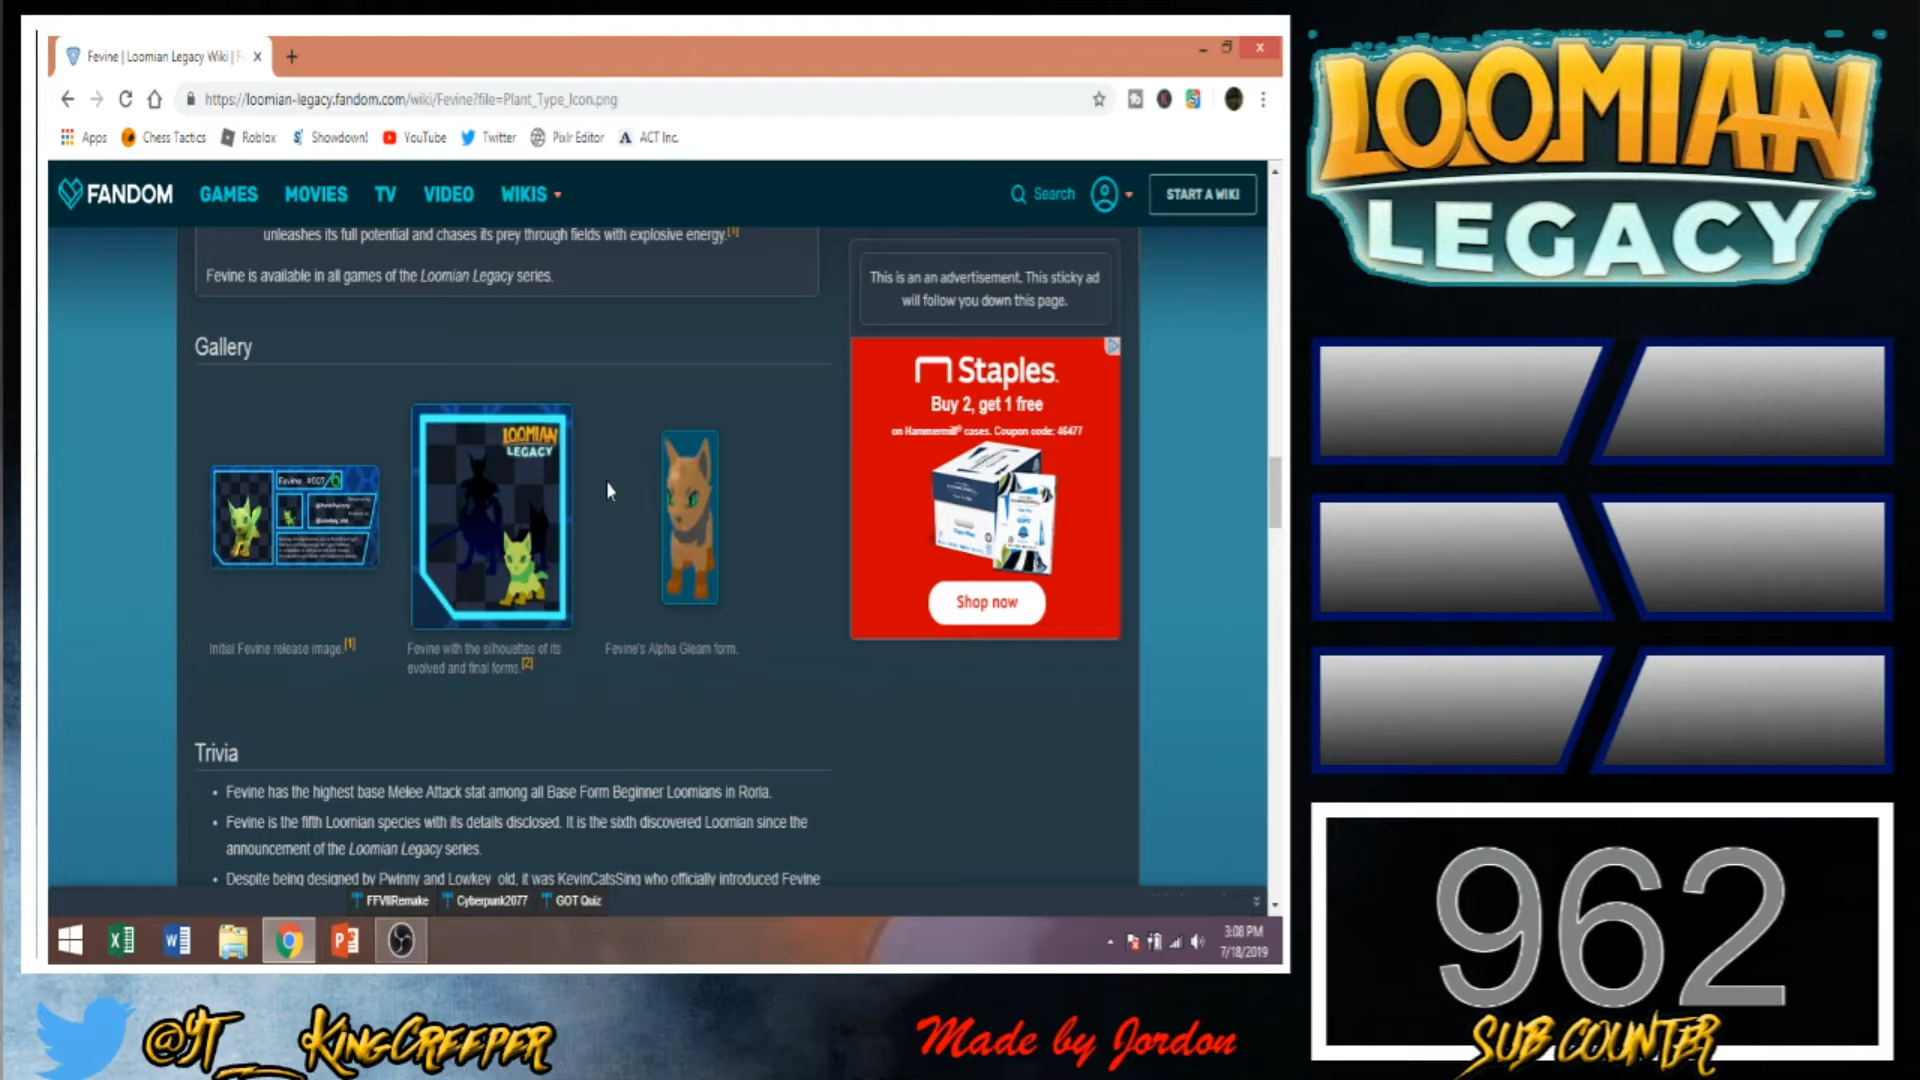 Fevine | Loomian Legacy Wiki | F
https://loomian-legacy.fandom.com/wiki/Fevine?file=Plant_Type_Icon.png
Apps Chess Tactics Roblox Showdown! YouTube Twitter Pixlr Editor ACT Inc.
FANDOM GAMES MOVIES TV VIDEO WIKIS Search START A WIKI
unleashes its full potential and chases its prey through fields with explosive energy.[1]
Fevine is available in all games of the Loomian Legacy series.
Gallery
Fevine #007
LOOMIAN
LEGACY
Initial Fevine release image.[1]
Fevine with the silhouettes of its
evolved and final forms.[2]
Fevine's Alpha Gleam form.
This is an an advertisement. This sticky ad
will follow you down this page.
Staples.
Buy 2, get 1 free
on Hammermill® cases. Coupon code: 46477
Shop now
Trivia
• Fevine has the highest base Melee Attack stat among all Base Form Beginner Loomians in Roria.
• Fevine is the fifth Loomian species with its details disclosed. It is the sixth discovered Loomian since the
announcement of the Loomian Legacy series.
• Despite being designed by Pwinny and Lowkey_old, it was KevinCatsSing who officially introduced Fevine
FFVIIRemake Cyberpunk2077 GOT Quiz
3:08 PM
7/18/2019
LOOMIAN
LEGACY
962
SUB COUNTER
@YT__KingCreeper
Made by Jordon